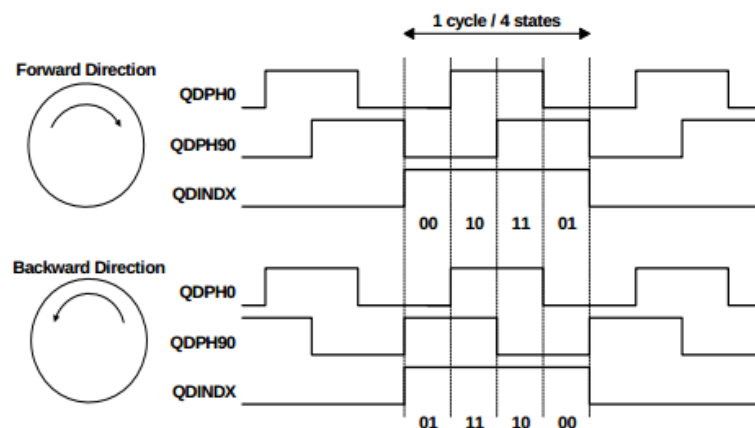 1 cycle / 4 states
Forward Direction
QDPH0
QDPH90
QDINDX
00 10 11 01
Backward Direction
QDPH0
QDPH90
QDINDX
01 11 10 00